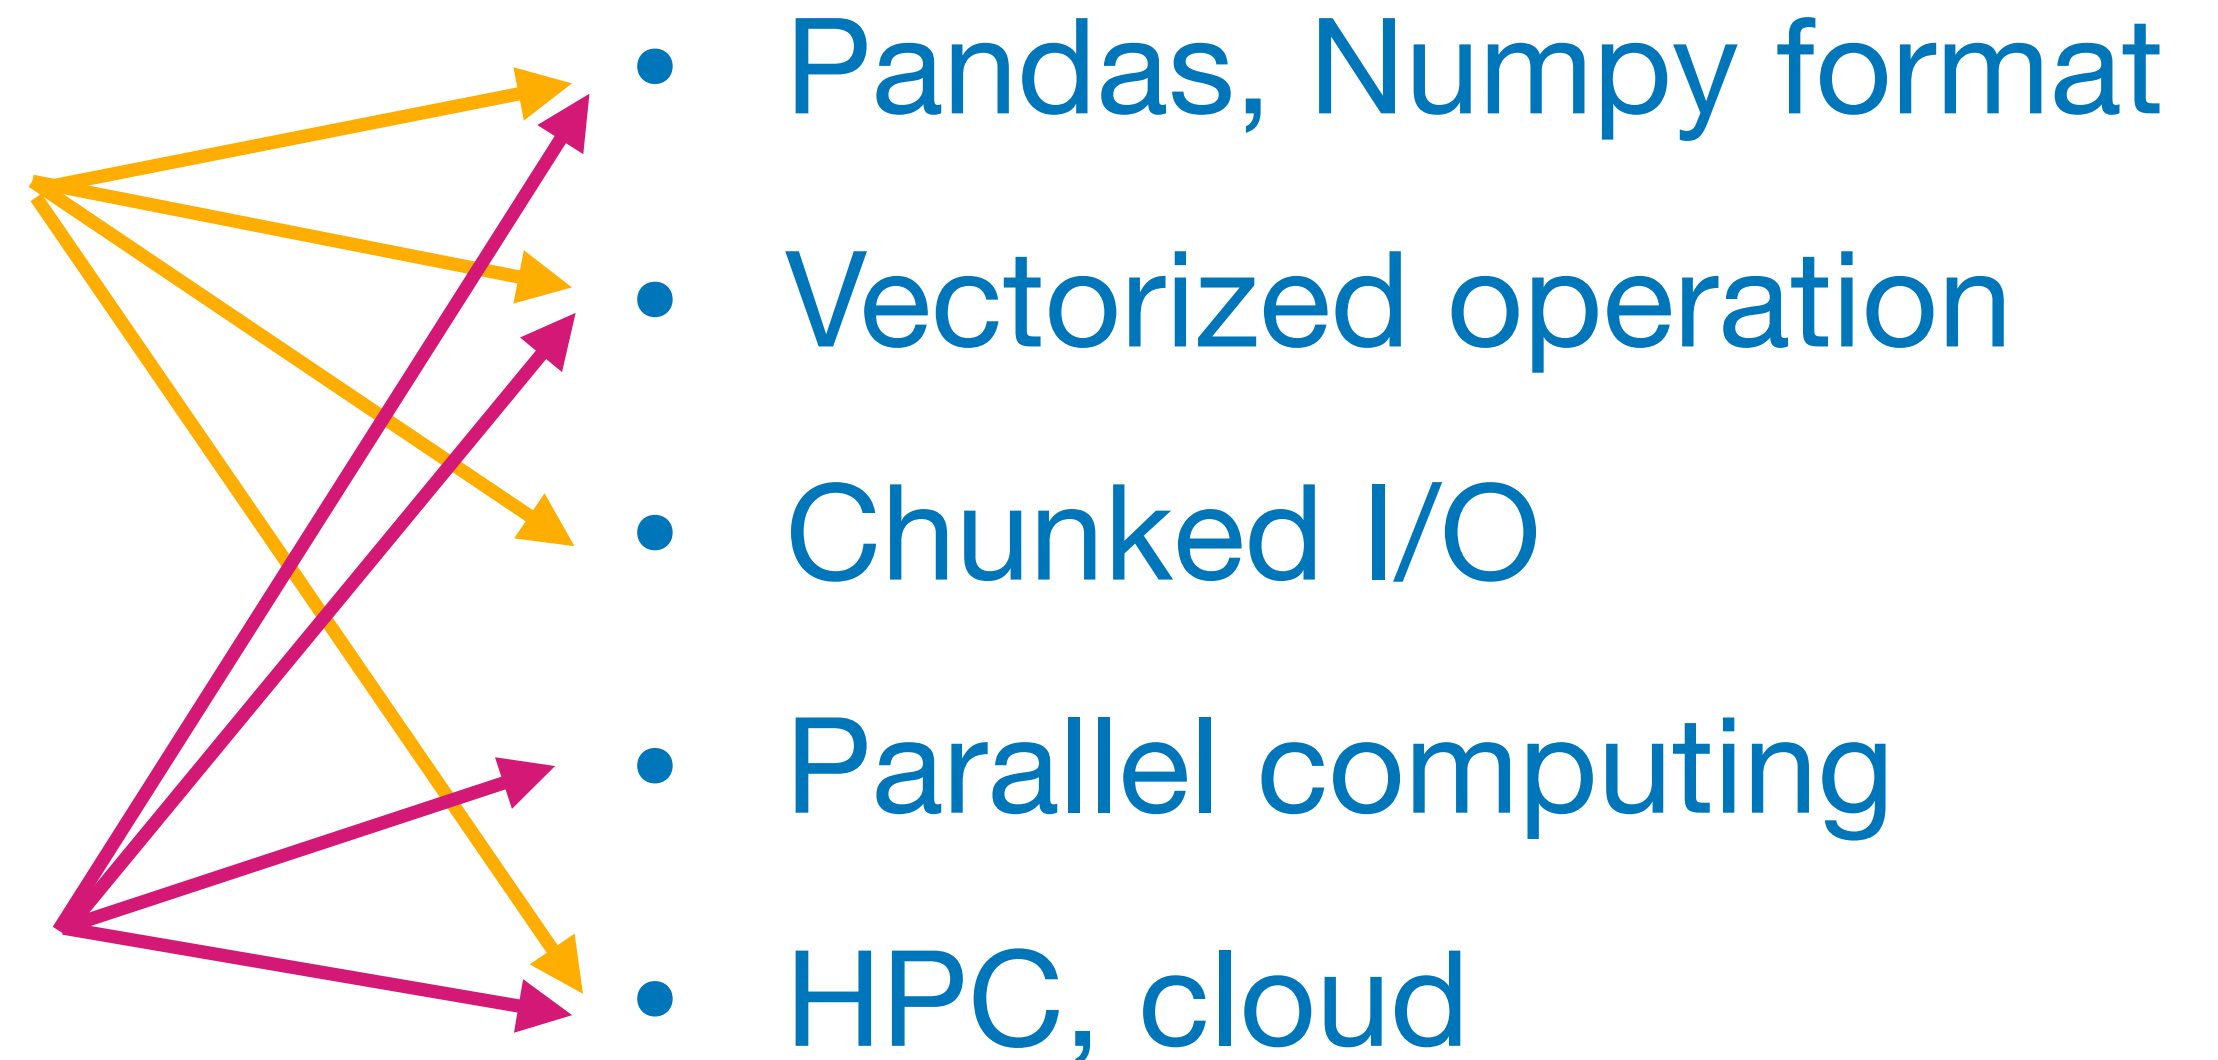 • Pandas, Numpy format
• Vectorized operation
• Chunked I/O
• Parallel computing
• HPC, cloud